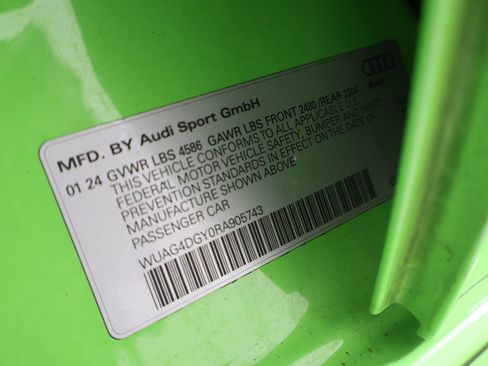 MFD. BY Audi Sport GmbH
01 24 GVWR LBS 4586 GAWR LBS FRONT 2480 /REAR 2304
THIS VEHICLE CONFORMS TO ALL APPLICABLE U.S.
FEDERAL MOTOR VEHICLE SAFETY, BUMPER AND THEFT
PREVENTION STANDARDS IN EFFECT ON THE DATE OF
MANUFACTURE SHOWN ABOVE.
PASSENGER CAR
WUAG4DGY0RA905743